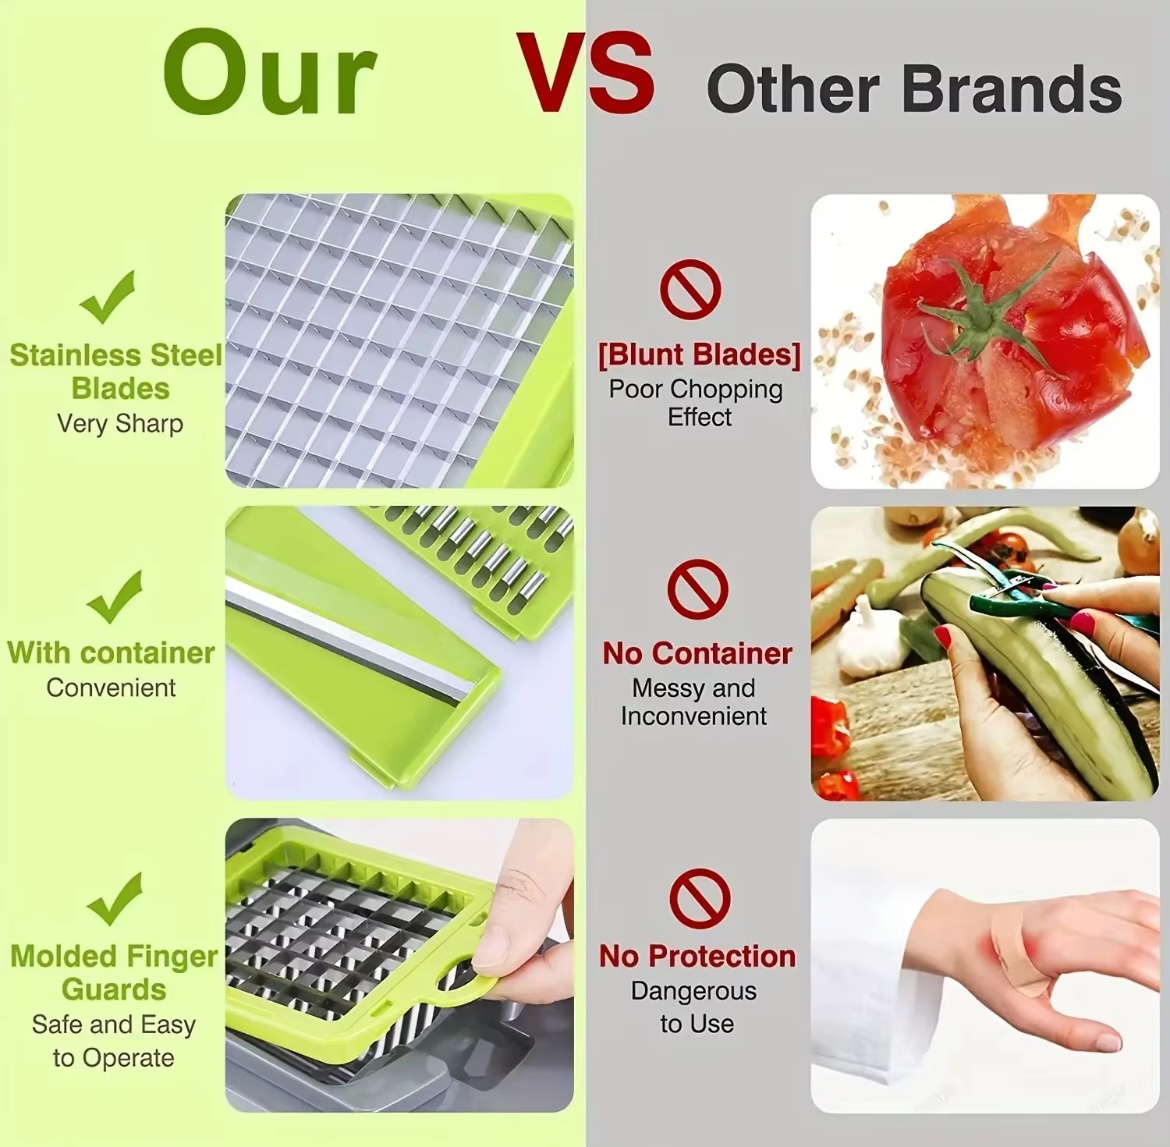 Our
VS
Other Brands
Stainless Steel
Blades
Very Sharp
[Blunt Blades]
Poor Chopping
Effect
With container
Convenient
No Container
Messy and
Inconvenient
Molded Finger
Guards
Safe and Easy
to Operate
No Protection
Dangerous
to Use